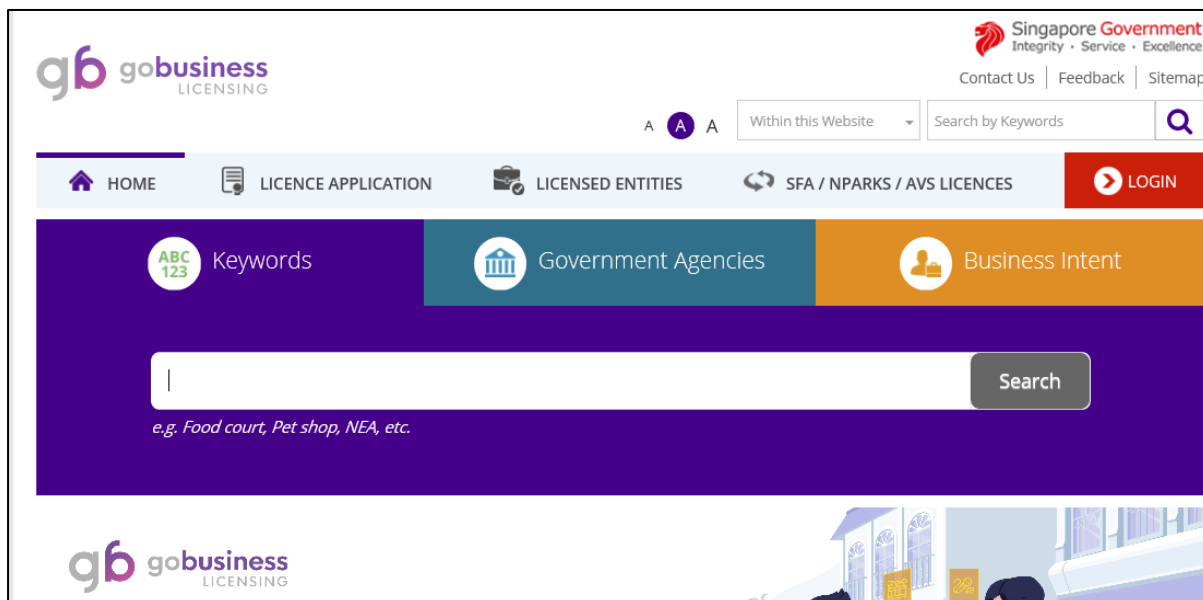 Singapore Government
Integrity · Service · Excellence
gobusiness
LICENSING
Contact Us | Feedback | Sitemap
A A A
Within this Website
Search by Keywords
HOME
LICENCE APPLICATION
LICENSED ENTITIES
SFA / NPARKS / AVS LICENCES
LOGIN
ABC
123
Keywords
Government Agencies
Business Intent
Search
e.g. Food court, Pet shop, NEA, etc.
gb gobusiness
LICENSING